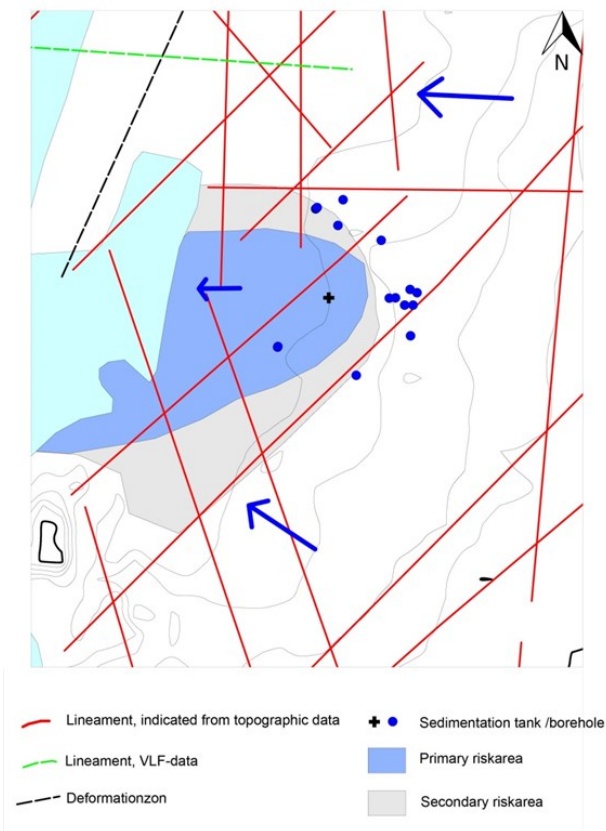 N
Lineament, indicated from topographic data
Sedimentation tank /borehole
Lineament, VLF-data
Primary riskarea
Deformationzon
Secondary riskarea